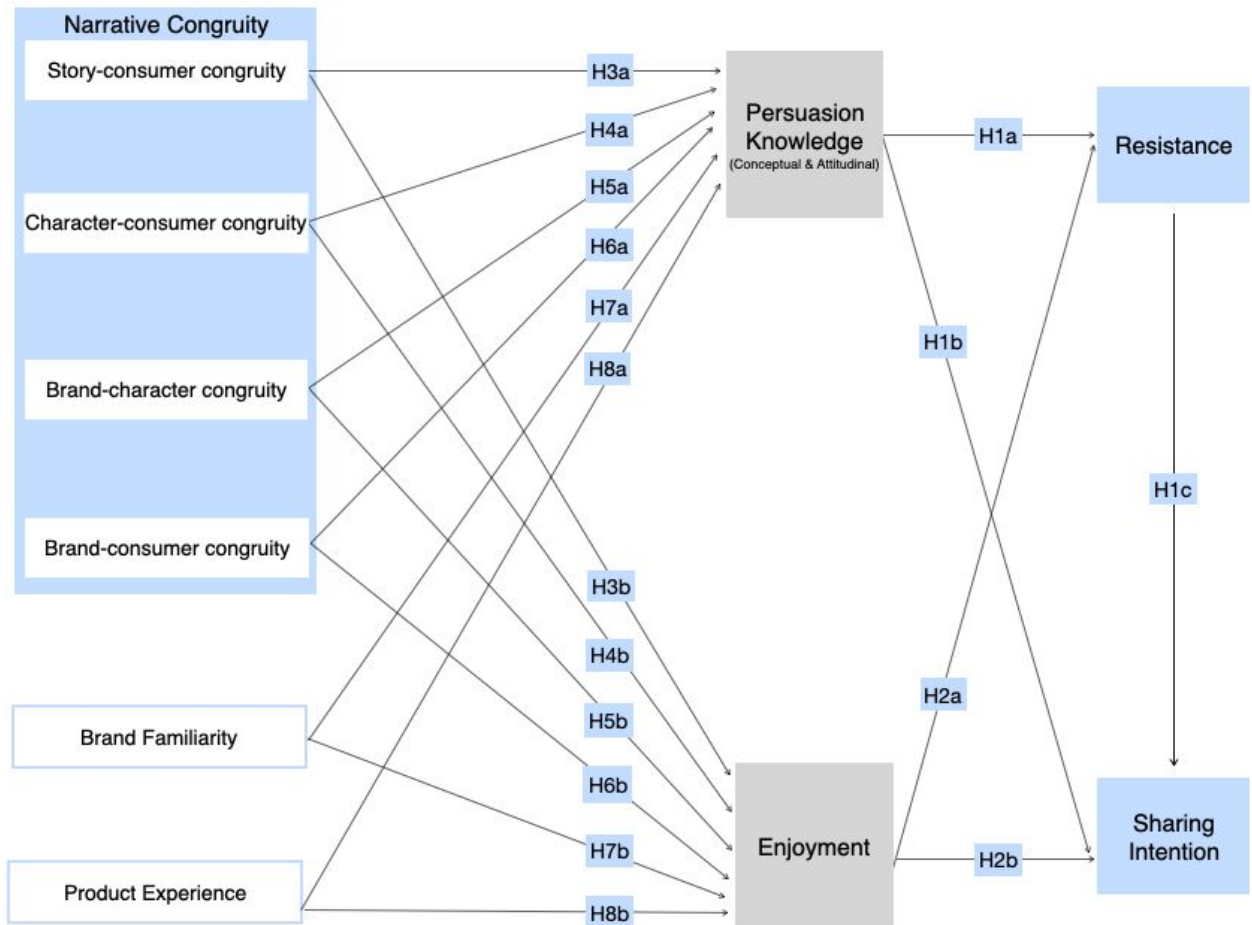 Narrative Congruity
Story-consumer congruity
Character-consumer congruity
Brand-character congruity
Brand-consumer congruity
Brand Familiarity
Product Experience
H3a
H4a
H5a
H6a
H7a
H8a
H3b
H4b
H5b
H6b
H7b
H8b
Persuasion
Knowledge
(Conceptual & Attitudinal)
Enjoyment
H1a
H1b
H2a
H2b
Resistance
H1c
Sharing
Intention